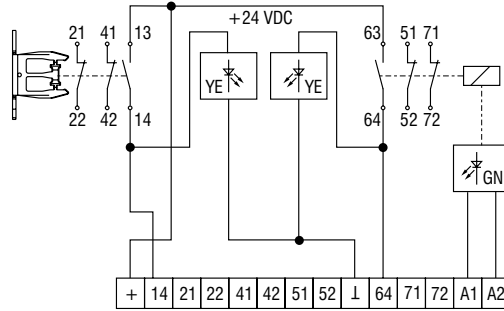 +24 VDC
21 41 13 63 51 71
YE YE
22 42 14 64 52 72
GN
+ 14 21 22 41 42 51 52 ⊥ 64 71 72 A1 A2